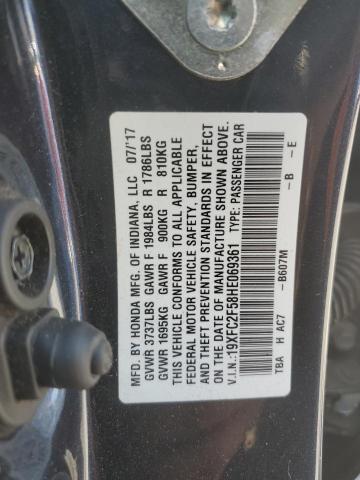 MFD. BY HONDA MFG. OF INDIANA, LLC 07/'17
GVWR 3737LBS GAWR F 1984LBS R 1786LBS
GVWR 1695KG GAWR F 900KG R 810KG
THIS VEHICLE CONFORMS TO ALL APPLICABLE
FEDERAL MOTOR VEHICLE SAFETY, BUMPER,
AND THEFT PREVENTION STANDARDS IN EFFECT
ON THE DATE OF MANUFACTURE SHOWN ABOVE.
V.I.N.:19XFC2F58HE069361 TYPE: PASSENGER CAR
TBA H AC7 -B607M -B -E